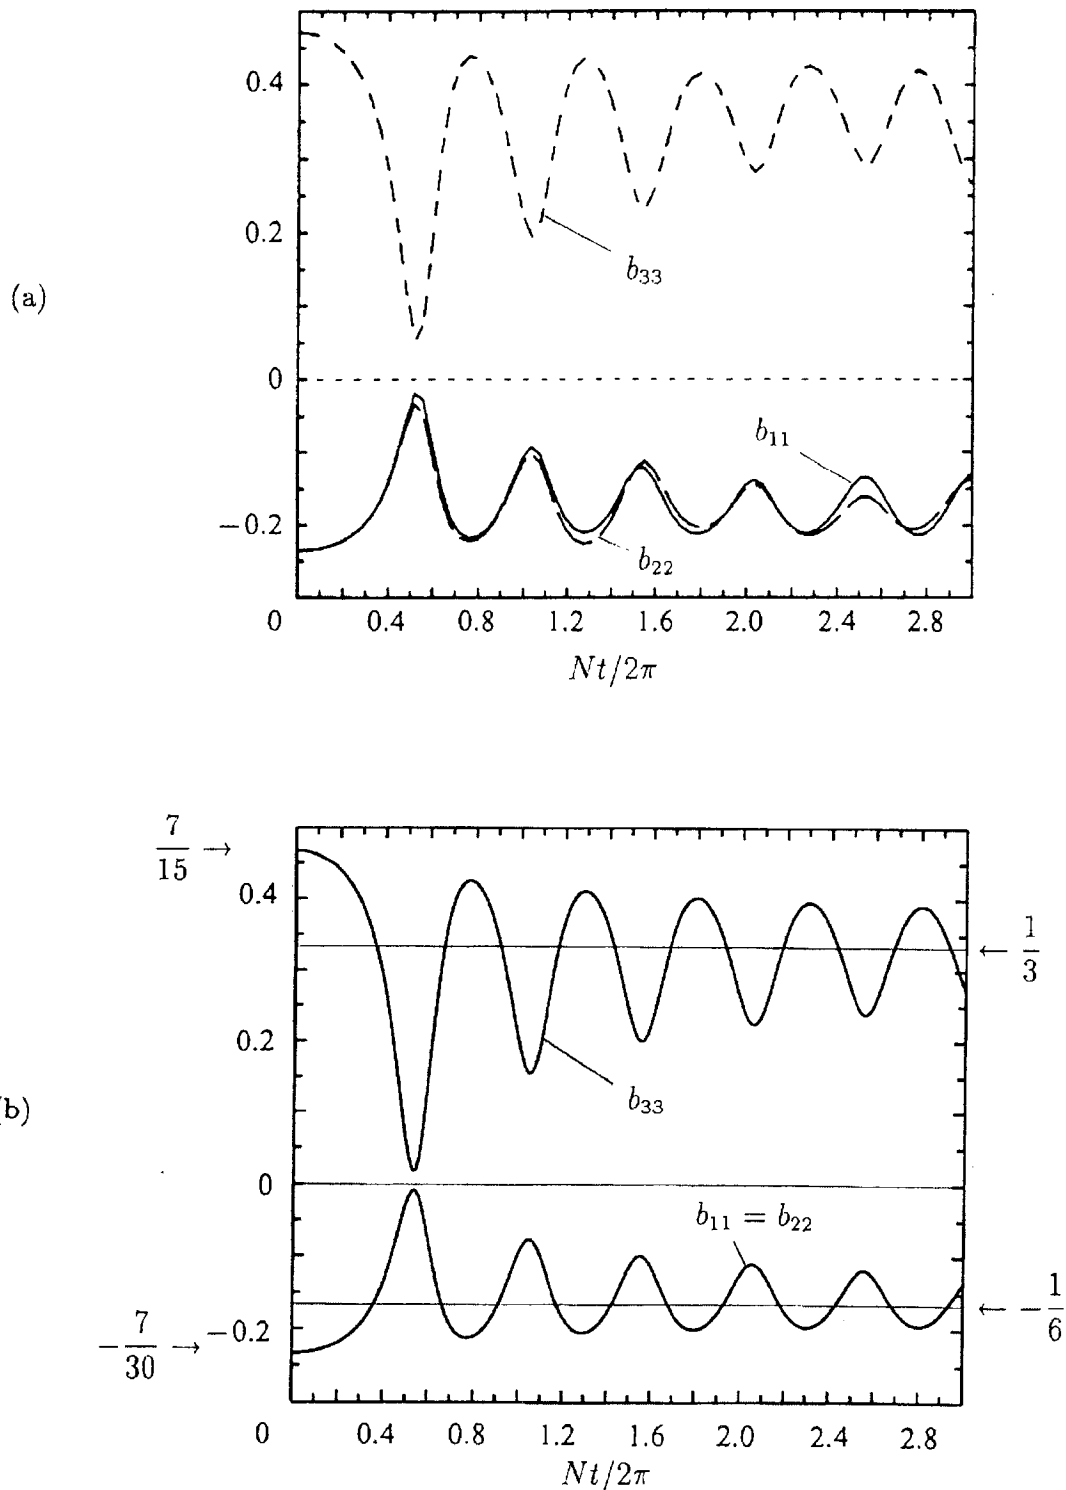 0.4
0.2
b₃₃
(a)
0
b₁₁
−0.2
b₂₂
0 0.4 0.8 1.2 1.6 2.0 2.4 2.8
Nt/2π
7/15 →
0.4
← 1/3
0.2
b₃₃
b)
0
b₁₁ = b₂₂
← −1/6
−7/30 → −0.2
0 0.4 0.8 1.2 1.6 2.0 2.4 2.8
Nt/2π